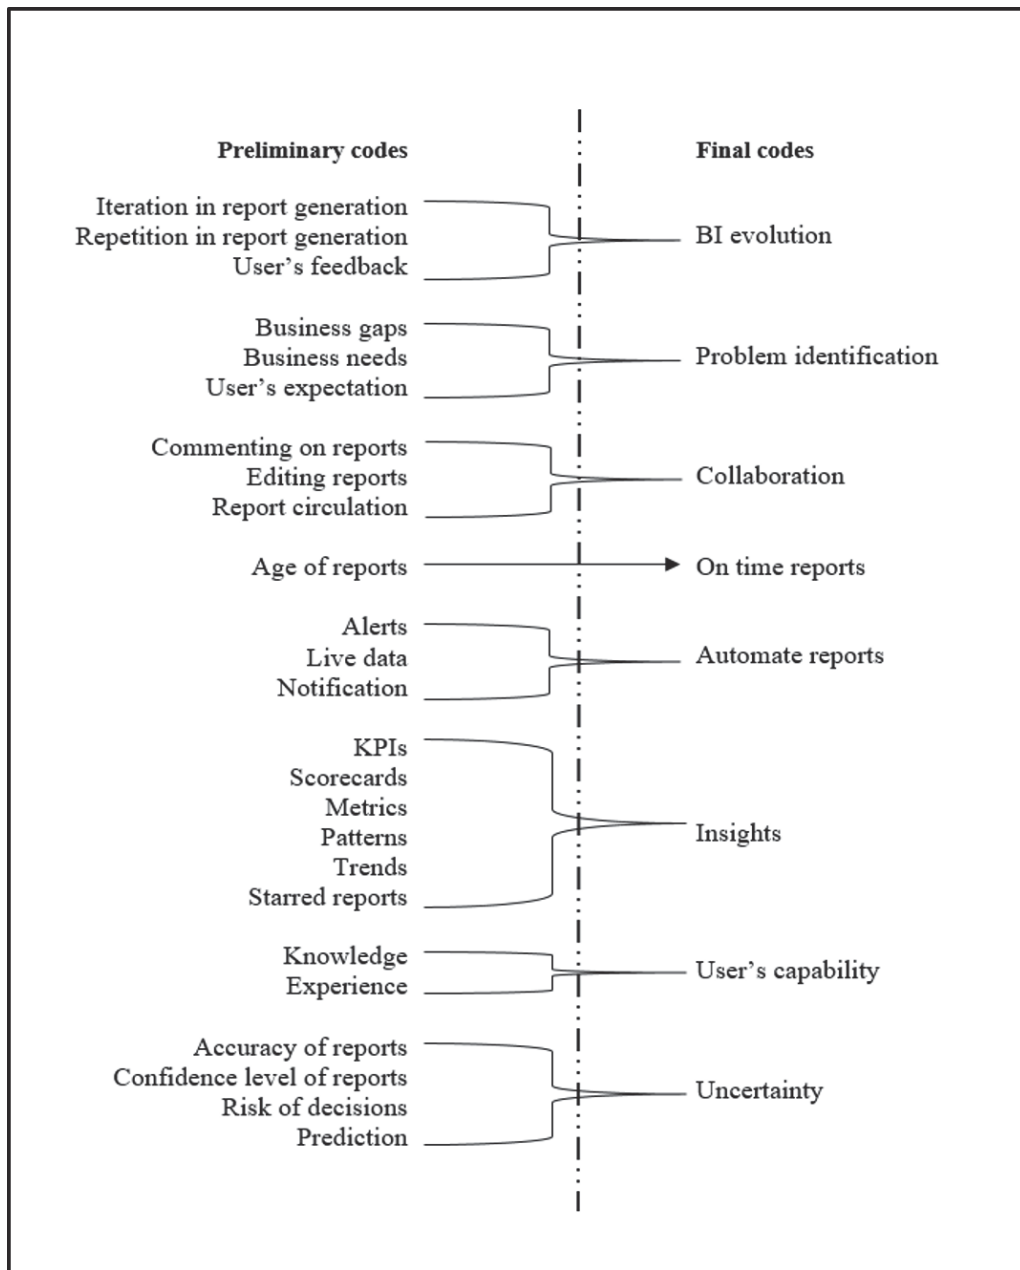 Preliminary codes
Final codes
Iteration in report generation
Repetition in report generation
User’s feedback
BI evolution
Business gaps
Business needs
User’s expectation
Problem identification
Commenting on reports
Editing reports
Report circulation
Collaboration
Age of reports
On time reports
Alerts
Live data
Notification
Automate reports
KPIs
Scorecards
Metrics
Patterns
Trends
Starred reports
Insights
Knowledge
Experience
User’s capability
Accuracy of reports
Confidence level of reports
Risk of decisions
Prediction
Uncertainty